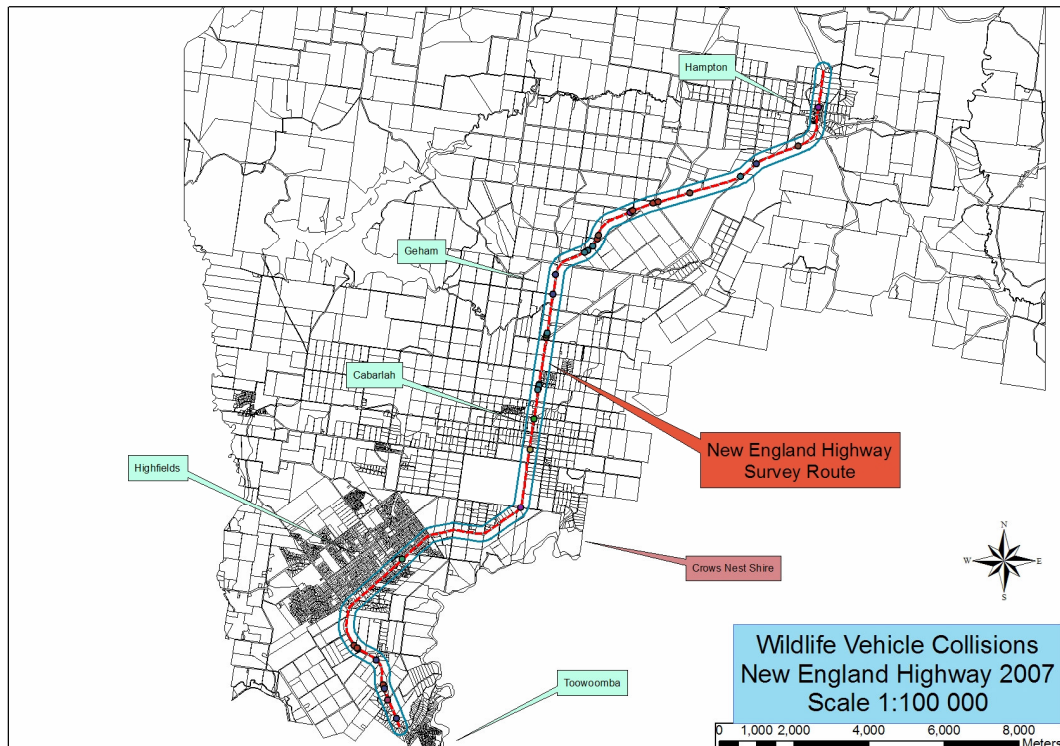 Hampton
Geham
Cabarlah
Highfields
New England Highway
Survey Route
Crows Nest Shire
Toowoomba
N
W
E
S
Wildlife Vehicle Collisions
New England Highway 2007
Scale 1:100 000
0 1,000 2,000 4,000 6,000 8,000
Meters